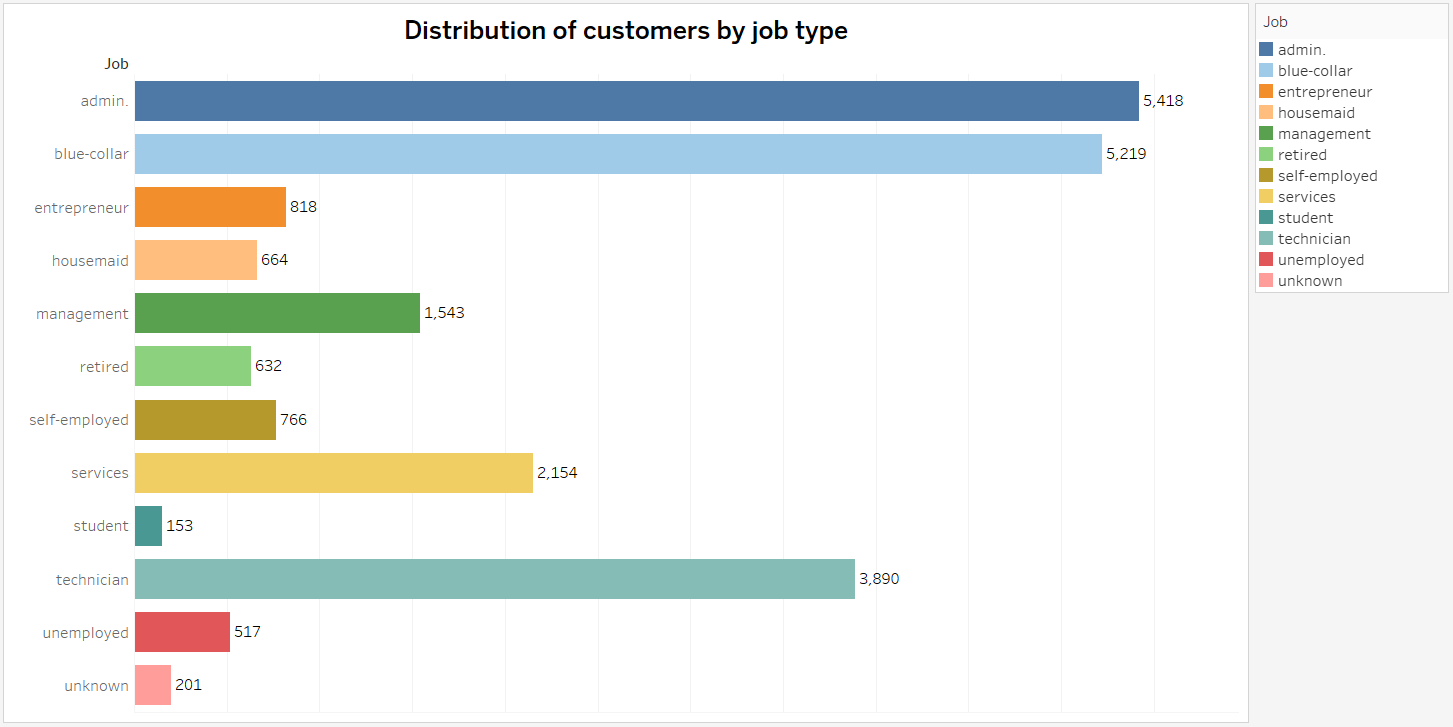 Distribution of customers by job type
Job
admin. 5,418
blue-collar 5,219
entrepreneur 818
housemaid 664
management 1,543
retired 632
self-employed 766
services 2,154
student 153
technician 3,890
unemployed 517
unknown 201
Job
admin.
blue-collar
entrepreneur
housemaid
management
retired
self-employed
services
student
technician
unemployed
unknown